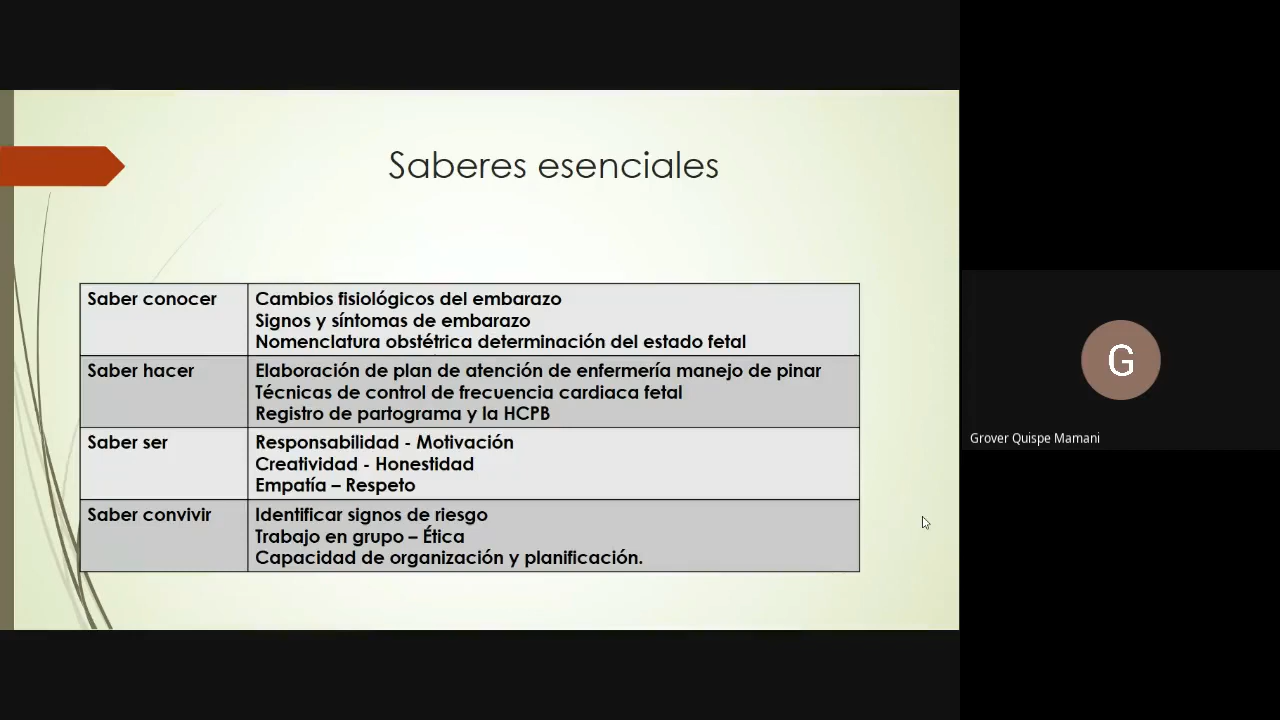 Saberes esenciales
Saber conocer
Cambios fisiológicos del embarazo
Signos y síntomas de embarazo
Nomenclatura obstétrica determinación del estado fetal
Saber hacer
Elaboración de plan de atención de enfermería manejo de pinar
Técnicas de control de frecuencia cardiaca fetal
Registro de partograma y la HCPB
Saber ser
Responsabilidad - Motivación
Creatividad - Honestidad
Empatía – Respeto
Saber convivir
Identificar signos de riesgo
Trabajo en grupo – Ética
Capacidad de organización y planificación.
G
Grover Quispe Mamani